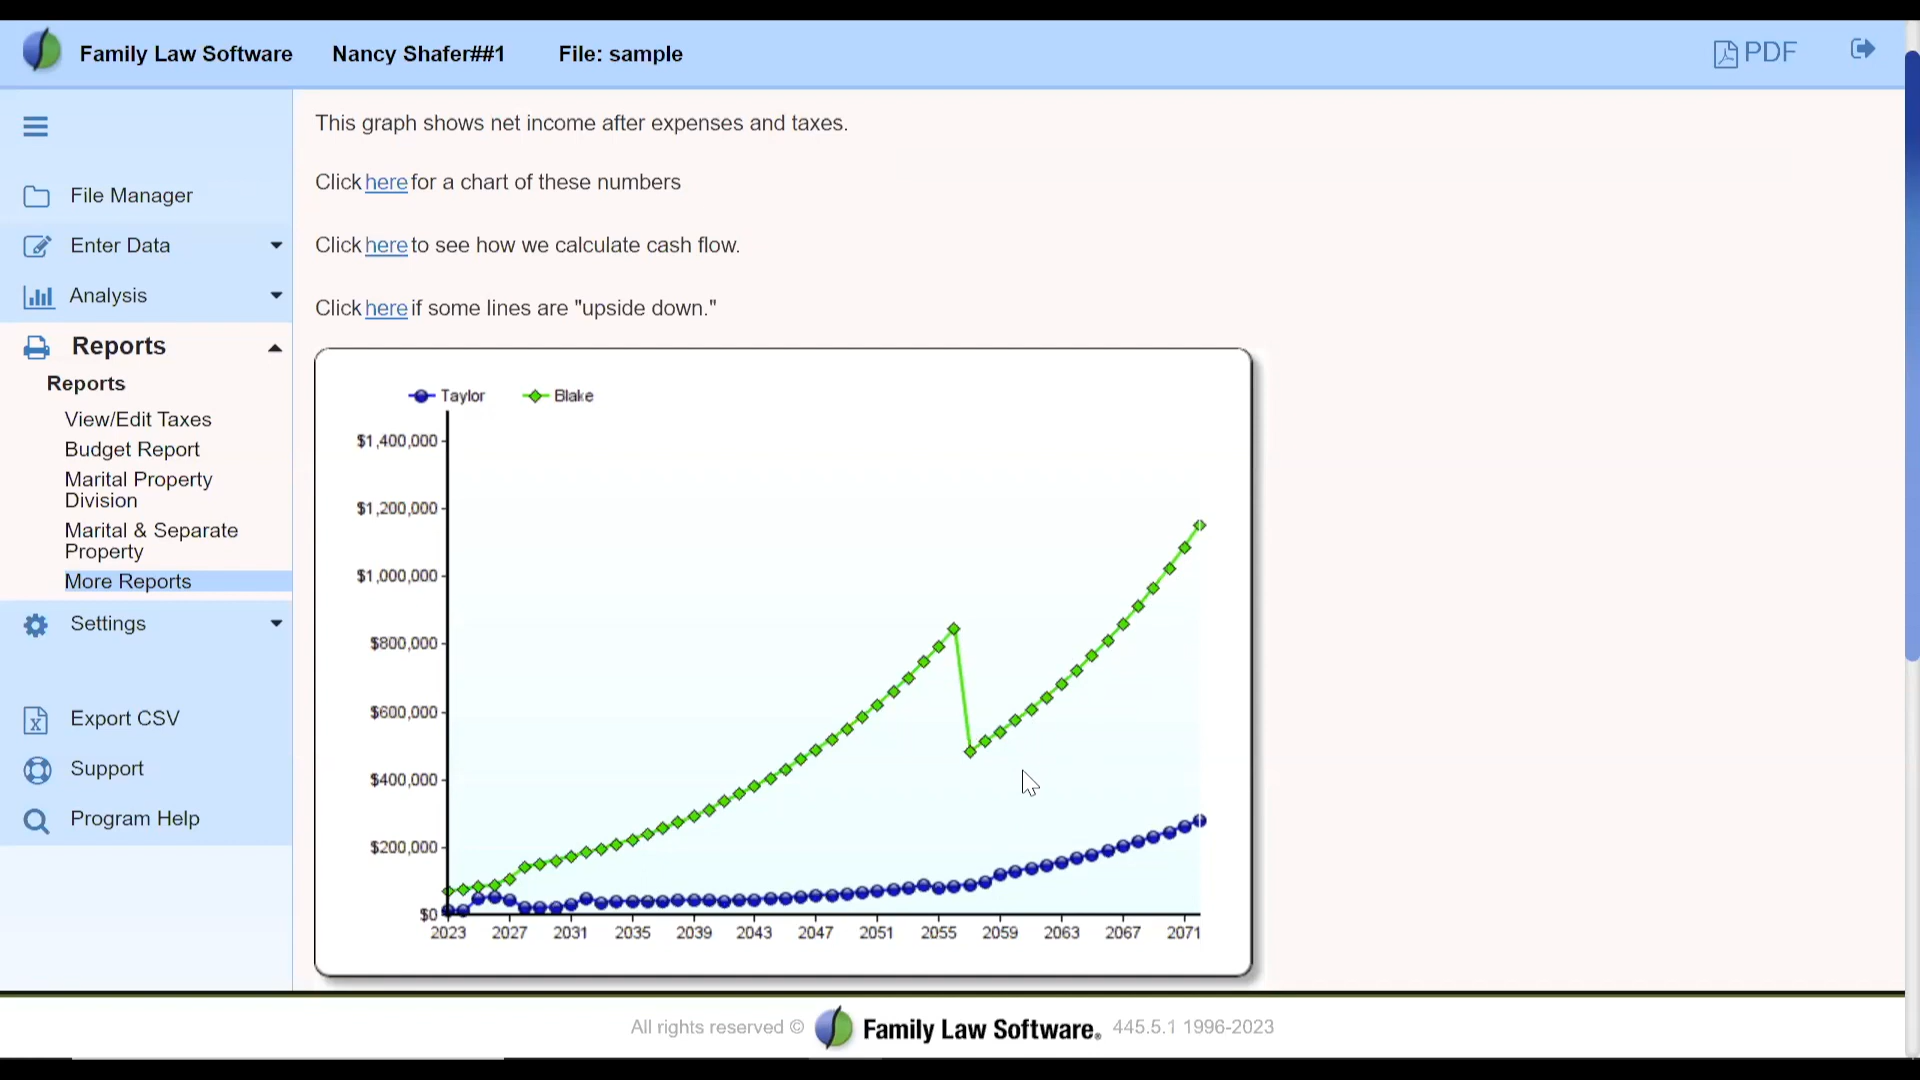 Family Law Software Nancy Shafer##1 File: sample PDF
File Manager
Enter Data
Analysis
Reports
Reports
View/Edit Taxes
Budget Report
Marital Property
Division
Marital & Separate
Property
More Reports
Settings
Export CSV
Support
Program Help
This graph shows net income after expenses and taxes.
Click here for a chart of these numbers
Click here to see how we calculate cash flow.
Click here if some lines are "upside down."
Taylor Blake
$1,400,000
$1,200,000
$1,000,000
$800,000
$600,000
$400,000
$200,000
$0
2023 2027 2031 2035 2039 2043 2047 2051 2055 2059 2063 2067 2071
All rights reserved © Family Law Software® 445.5.1 1996-2023